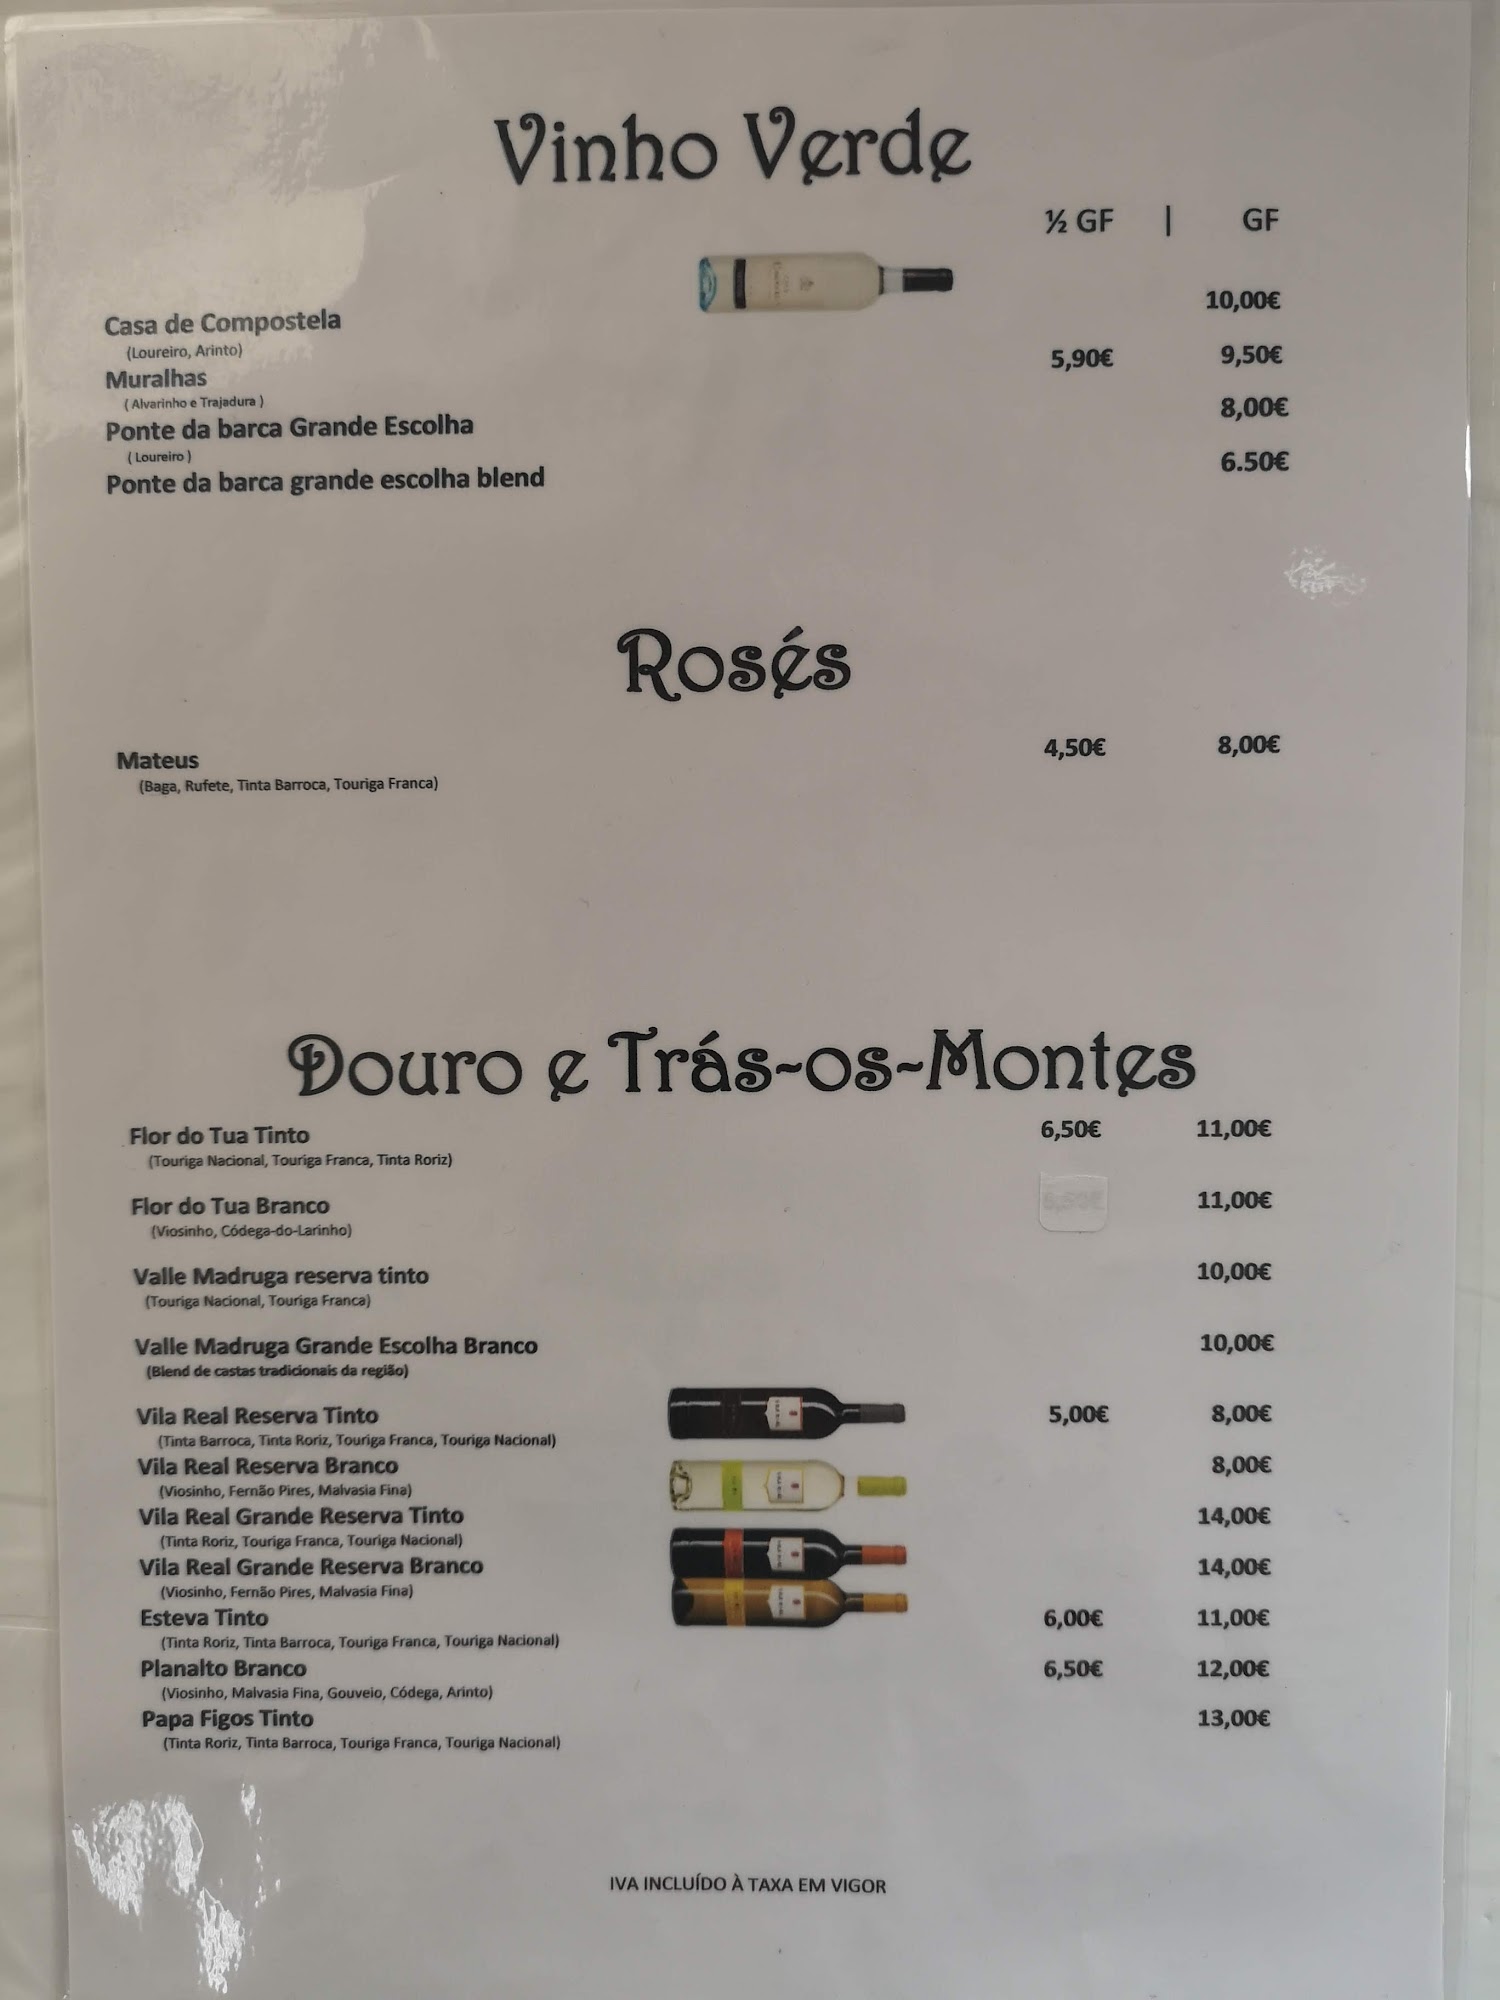 Vinho Verde
½ GF | GF
Casa de Compostela 10,00€
(Loureiro, Arinto)
Muralhas 5,90€ 9,50€
( Alvarinho e Trajadura )
Ponte da barca Grande Escolha 8,00€
( Loureiro )
Ponte da barca grande escolha blend 6.50€
Rosés
Mateus 4,50€ 8,00€
(Baga, Rufete, Tinta Barroca, Touriga Franca)
Douro e Trás-os-Montes
Flor do Tua Tinto 6,50€ 11,00€
(Touriga Nacional, Touriga Franca, Tinta Roriz)
Flor do Tua Branco 11,00€
(Viosinho, Códega-do-Larinho)
Valle Madruga reserva tinto 10,00€
(Touriga Nacional, Touriga Franca)
Valle Madruga Grande Escolha Branco 10,00€
(Blend de castas tradicionais da região)
Vila Real Reserva Tinto 5,00€ 8,00€
(Tinta Barroca, Tinta Roriz, Touriga Franca, Touriga Nacional)
Vila Real Reserva Branco 8,00€
(Viosinho, Fernão Pires, Malvasia Fina)
Vila Real Grande Reserva Tinto 14,00€
(Tinta Roriz, Touriga Franca, Touriga Nacional)
Vila Real Grande Reserva Branco 14,00€
(Viosinho, Fernão Pires, Malvasia Fina)
Esteva Tinto 6,00€ 11,00€
(Tinta Roriz, Tinta Barroca, Touriga Franca, Touriga Nacional)
Planalto Branco 6,50€ 12,00€
(Viosinho, Malvasia Fina, Gouveio, Códega, Arinto)
Papa Figos Tinto 13,00€
(Tinta Roriz, Tinta Barroca, Touriga Franca, Touriga Nacional)
IVA INCLUÍDO À TAXA EM VIGOR